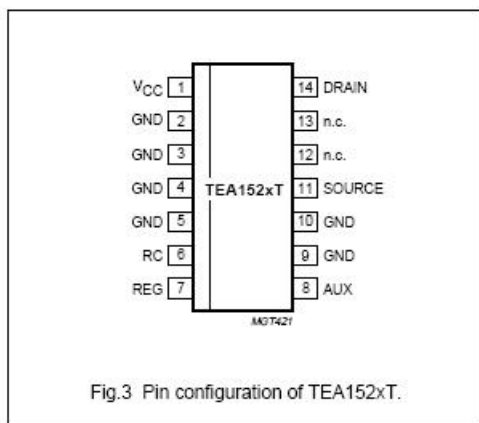 VCC 1 14 DRAIN
GND 2 13 n.c.
GND 3 12 n.c.
GND 4 TEA152xT 11 SOURCE
GND 5 10 GND
RC 6 9 GND
REG 7 8 AUX
MGT421
Fig.3 Pin configuration of TEA152xT.